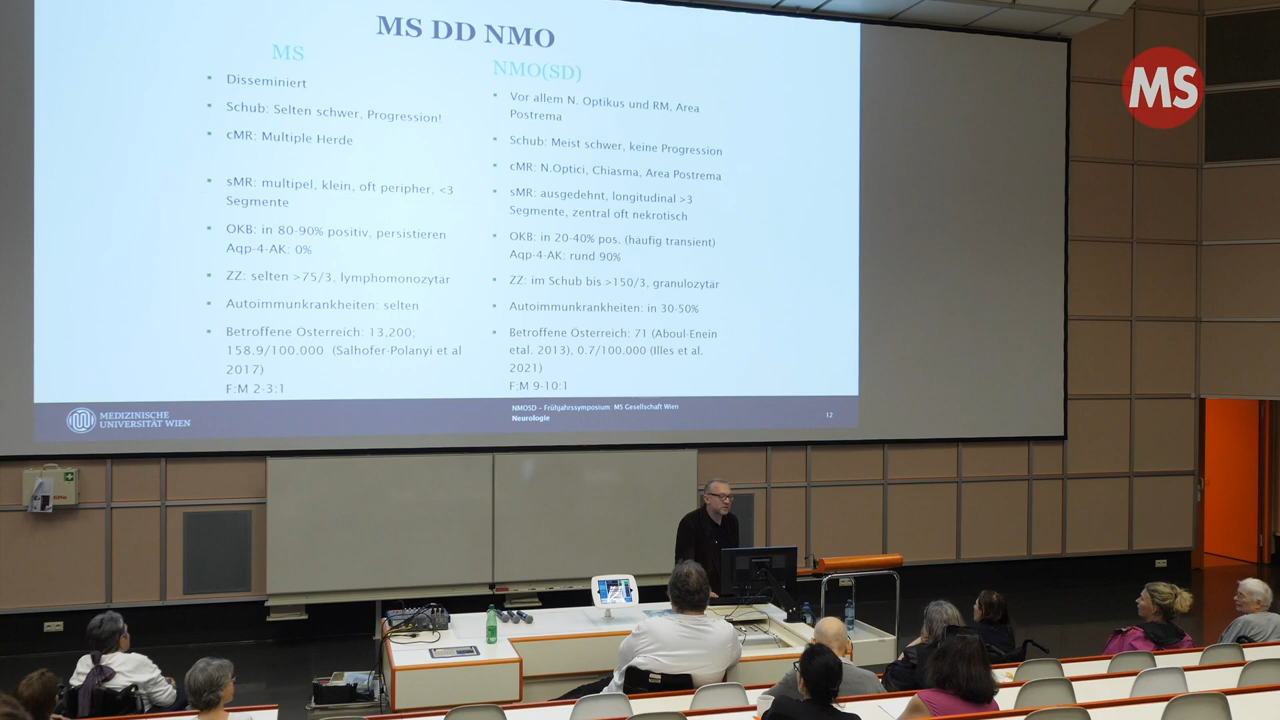 MS DD NMO
MS
Disseminiert
Schub: Selten schwer, Progression!
cMR: Multiple Herde
sMR: multipel, klein, oft peripher, <3
Segmente
OKB: in 80-90% positiv, persistieren
Aqp-4-AK: 0%
ZZ: selten >75/3, lymphomonozytär
Autoimmunkrankheiten: selten
Betroffene Österreich: 13.200;
158.9/100.000 (Salhofer-Polanyi et al
2017)
F:M 2-3:1
NMO(SD)
Vor allem N. Optikus und RM, Area
Postrema
Schub: Meist schwer, keine Progression
cMR: N.Optici, Chiasma, Area Postrema
sMR: ausgedehnt, longitudinal >3
Segmente, zentral oft nekrotisch
OKB: in 20-40% pos. (haufig transient)
Aqp-4-AK: rund 90%
ZZ: im Schub bis >150/3, granulozytär
Autoimmunkrankheiten: in 30-50%
Betroffene Österreich: 71 (Aboul-Enein
etal. 2013), 0.7/100.000 (Illes et al.
2021)
F:M 9-10:1
MEDIZINISCHE
UNIVERSITÄT WIEN
NMOSD – Frühjahrssymposium: MS Gesellschaft Wien
Neurologie
12
MS